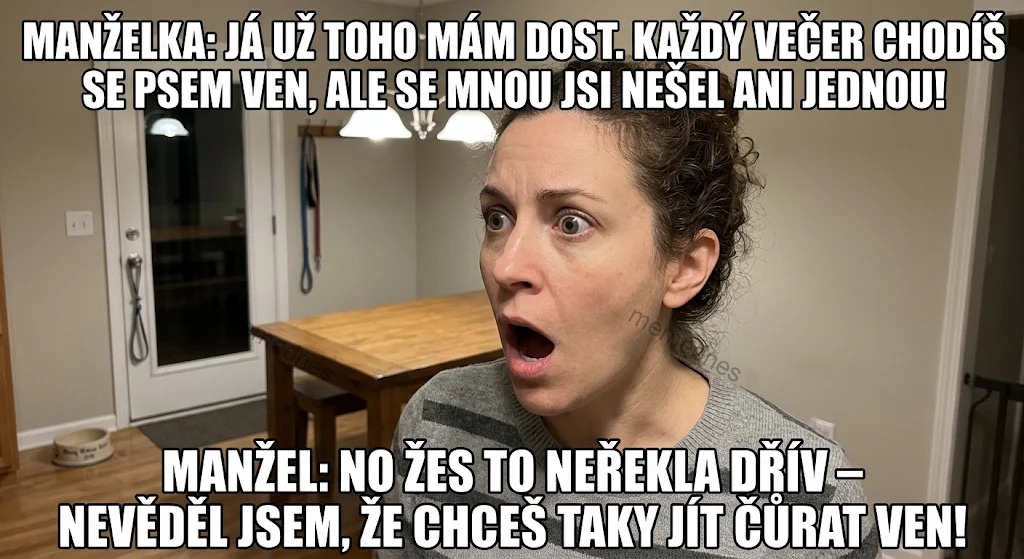 MANŽELKA: JÁ UŽ TOHO MÁM DOST. KAŽDÝ VEČER CHODÍŠ
SE PSEM VEN, ALE SE MNOU JSI NEŠEL ANI JEDNOU!
MANŽEL: NO ŽES TO NEŘEKLA DŘÍV –
NEVĚDĚL JSEM, ŽE CHCEŠ TAKY JÍT ČŮRAT VEN!